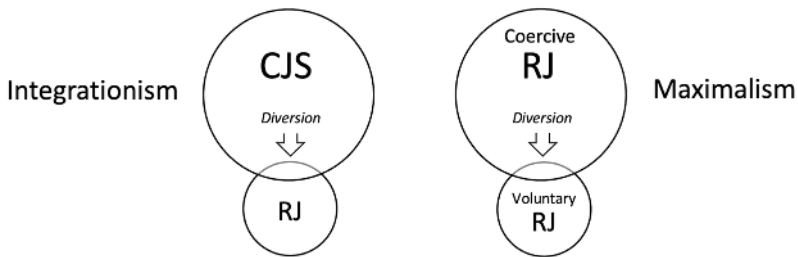 Integrationism
CJS
Diversion
RJ
Coercive
RJ
Diversion
Voluntary
RJ
Maximalism